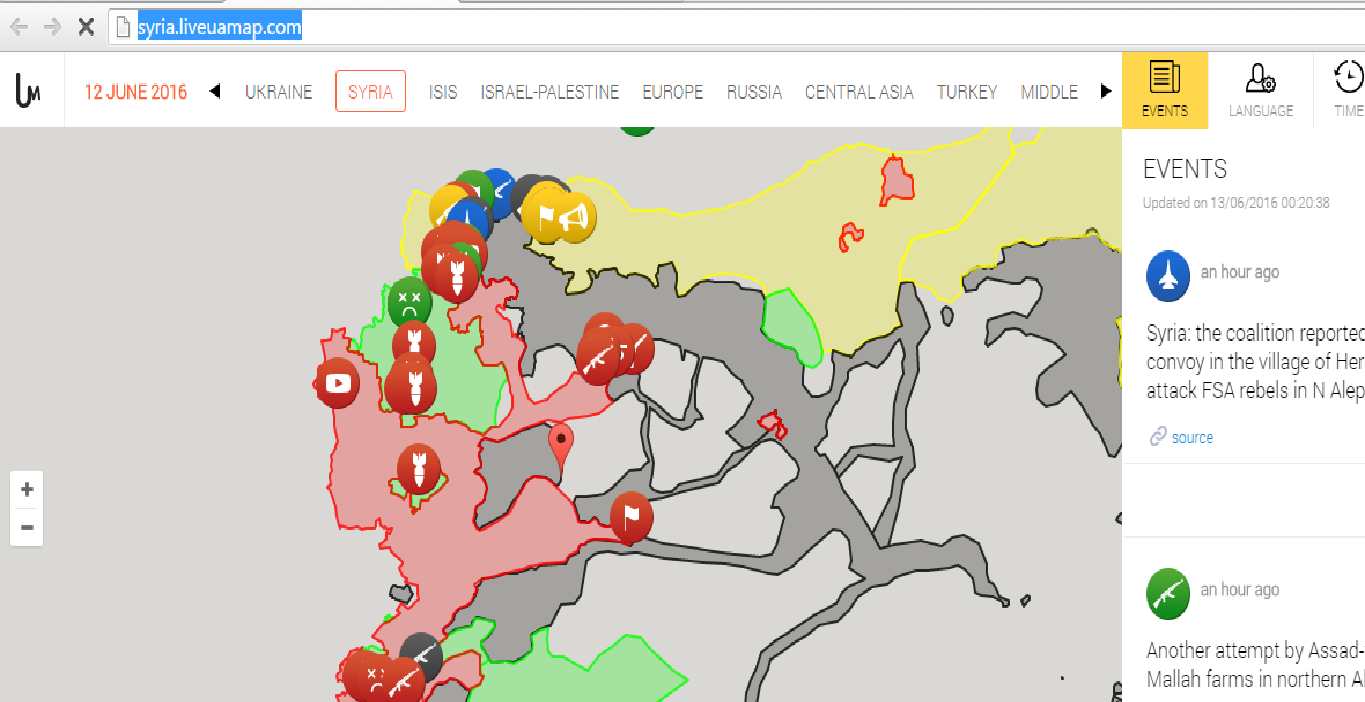 syria.liveuamap.com
UM
12 JUNE 2016 UKRAINE SYRIA ISIS ISRAEL-PALESTINE EUROPE RUSSIA CENTRAL ASIA TURKEY MIDDLE
EVENTS LANGUAGE TIME
EVENTS
Updated on 13/06/2016 00:20:38
an hour ago
Syria: the coalition reported
convoy in the village of Her
attack FSA rebels in N Alep
source
an hour ago
Another attempt by Assad-
Mallah farms in northern Al
+
-